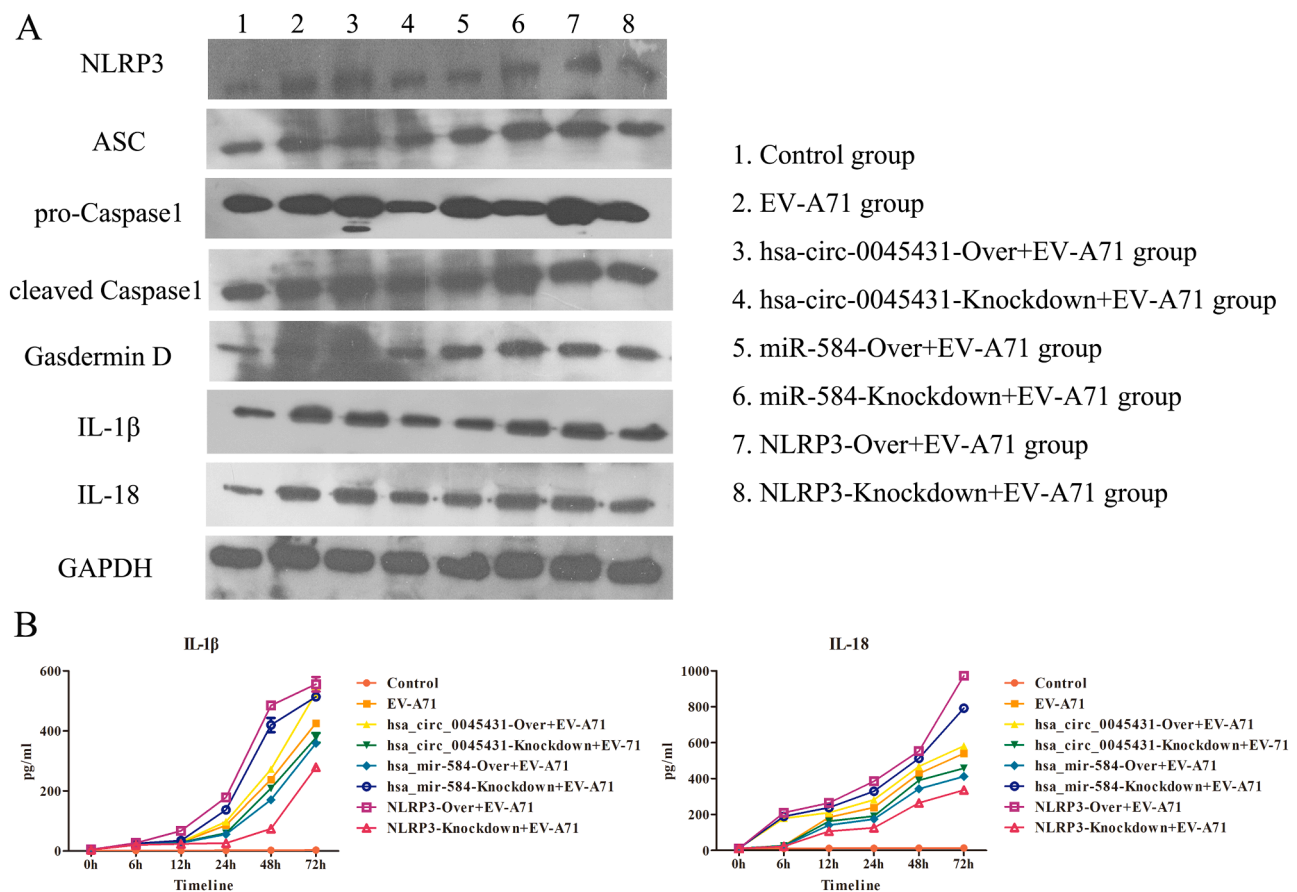 A
1 2 3 4 5 6 7 8
NLRP3
ASC
pro-Caspase1
cleaved Caspase1
Gasdermin D
IL-1β
IL-18
GAPDH
1. Control group
2. EV-A71 group
3. hsa-circ-0045431-Over+EV-A71 group
4. hsa-circ-0045431-Knockdown+EV-A71 group
5. miR-584-Over+EV-A71 group
6. miR-584-Knockdown+EV-A71 group
7. NLRP3-Over+EV-A71 group
8. NLRP3-Knockdown+EV-A71 group
B
IL-1β
pg/ml
600
400
200
0
0h 6h 12h 24h 48h 72h
Timeline
Control
EV-A71
hsa_circ_0045431-Over+EV-A71
hsa_circ_0045431-Knockdown+EV-71
hsa_mir-584-Over+EV-A71
hsa_mir-584-Knockdown+EV-A71
NLRP3-Over+EV-A71
NLRP3-Knockdown+EV-A71
IL-18
pg/ml
1000
800
600
400
200
0
0h 6h 12h 24h 48h 72h
Timeline
Control
EV-A71
hsa_circ_0045431-Over+EV-A71
hsa_circ_0045431-Knockdown+EV-71
hsa_mir-584-Over+EV-A71
hsa_mir-584-Knockdown+EV-A71
NLRP3-Over+EV-A71
NLRP3-Knockdown+EV-A71